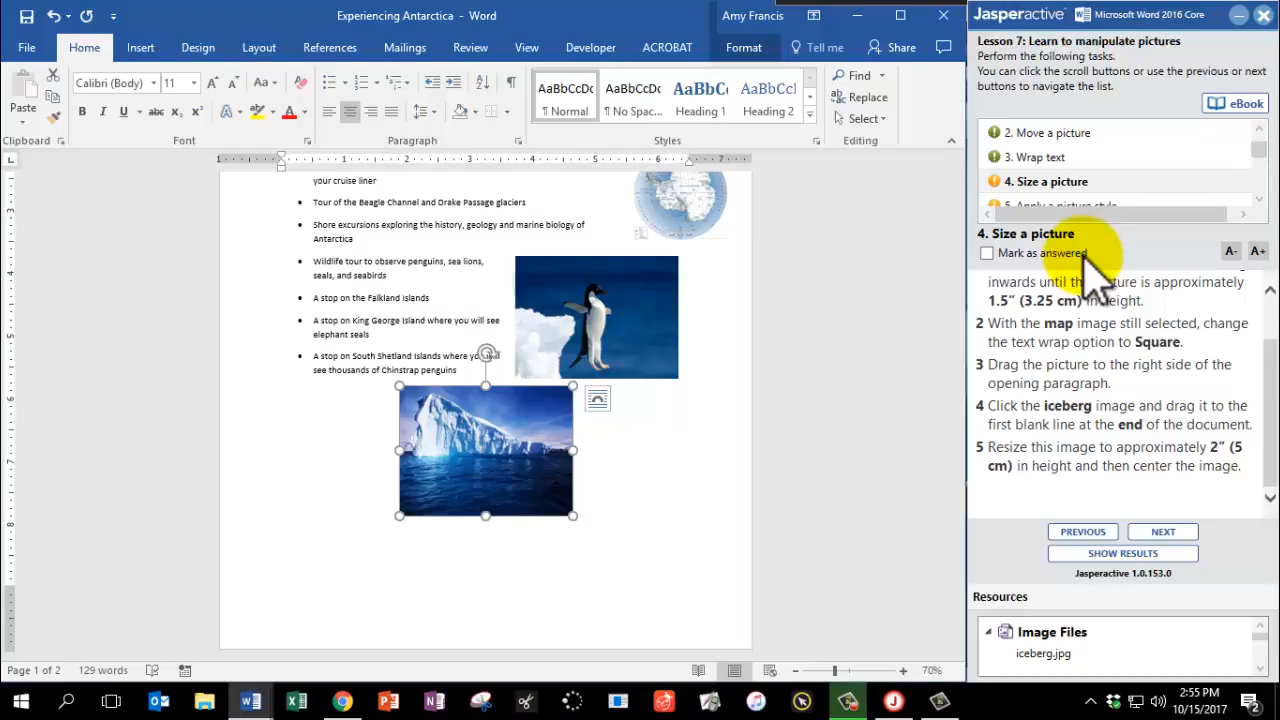 Experiencing Antarctica - Word
Amy Francis
File Home Insert Design Layout References Mailings Review View Developer ACROBAT Format Tell me Share
Paste
Calibri (Body) 11
Clipboard Font Paragraph Styles Editing
AaBbCcDc AaBbCcDc AaBbC AaBbCcI
¶ Normal ¶ No Spac... Heading 1 Heading 2
Find
Replace
Select
your cruise liner
• Tour of the Beagle Channel and Drake Passage glaciers
• Shore excursions exploring the history, geology and marine biology of
Antarctica
• Wildlife tour to observe penguins, sea lions,
seals, and seabirds
• A stop on the Falkland Islands
• A stop on King George Island where you will see
elephant seals
• A stop on South Shetland Islands where
see thousands of Chinstrap penguins
Page 1 of 2 129 words
70%
Jasperactive Microsoft Word 2016 Core
Lesson 7: Learn to manipulate pictures
Perform the following tasks.
You can click the scroll buttons or use the previous or next
buttons to navigate the list.
eBook
2. Move a picture
3. Wrap text
4. Size a picture
5. Apply a picture style
4. Size a picture
Mark as answered
A- A+
inwards until the picture is approximately
1.5” (3.25 cm) in height.
2 With the map image still selected, change
the text wrap option to Square.
3 Drag the picture to the right side of the
opening paragraph.
4 Click the iceberg image and drag it to the
first blank line at the end of the document.
5 Resize this image to approximately 2” (5
cm) in height and then center the image.
PREVIOUS NEXT
SHOW RESULTS
Jasperactive 1.0.153.0
Resources
Image Files
iceberg.jpg
2:55 PM
10/15/2017